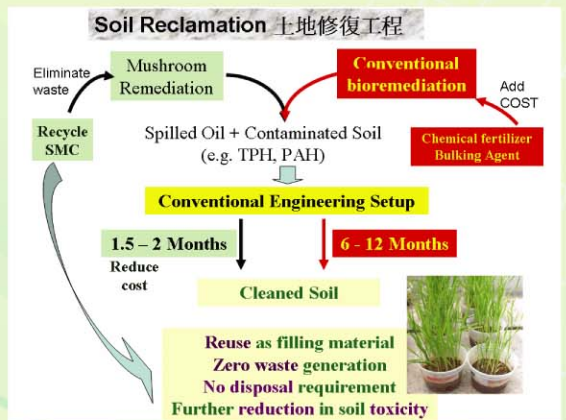 Soil Reclamation 土地修復工程
Eliminate
waste
Mushroom
Remediation
Conventional
bioremediation
Add
COST
Recycle
SMC
Spilled Oil + Contaminated Soil
(e.g. TPH, PAH)
Chemical fertilizer
Bulking Agent
Conventional Engineering Setup
1.5 – 2 Months
Reduce
cost
6 - 12 Months
Cleaned Soil
Reuse as filling material
Zero waste generation
No disposal requirement
Further reduction in soil toxicity